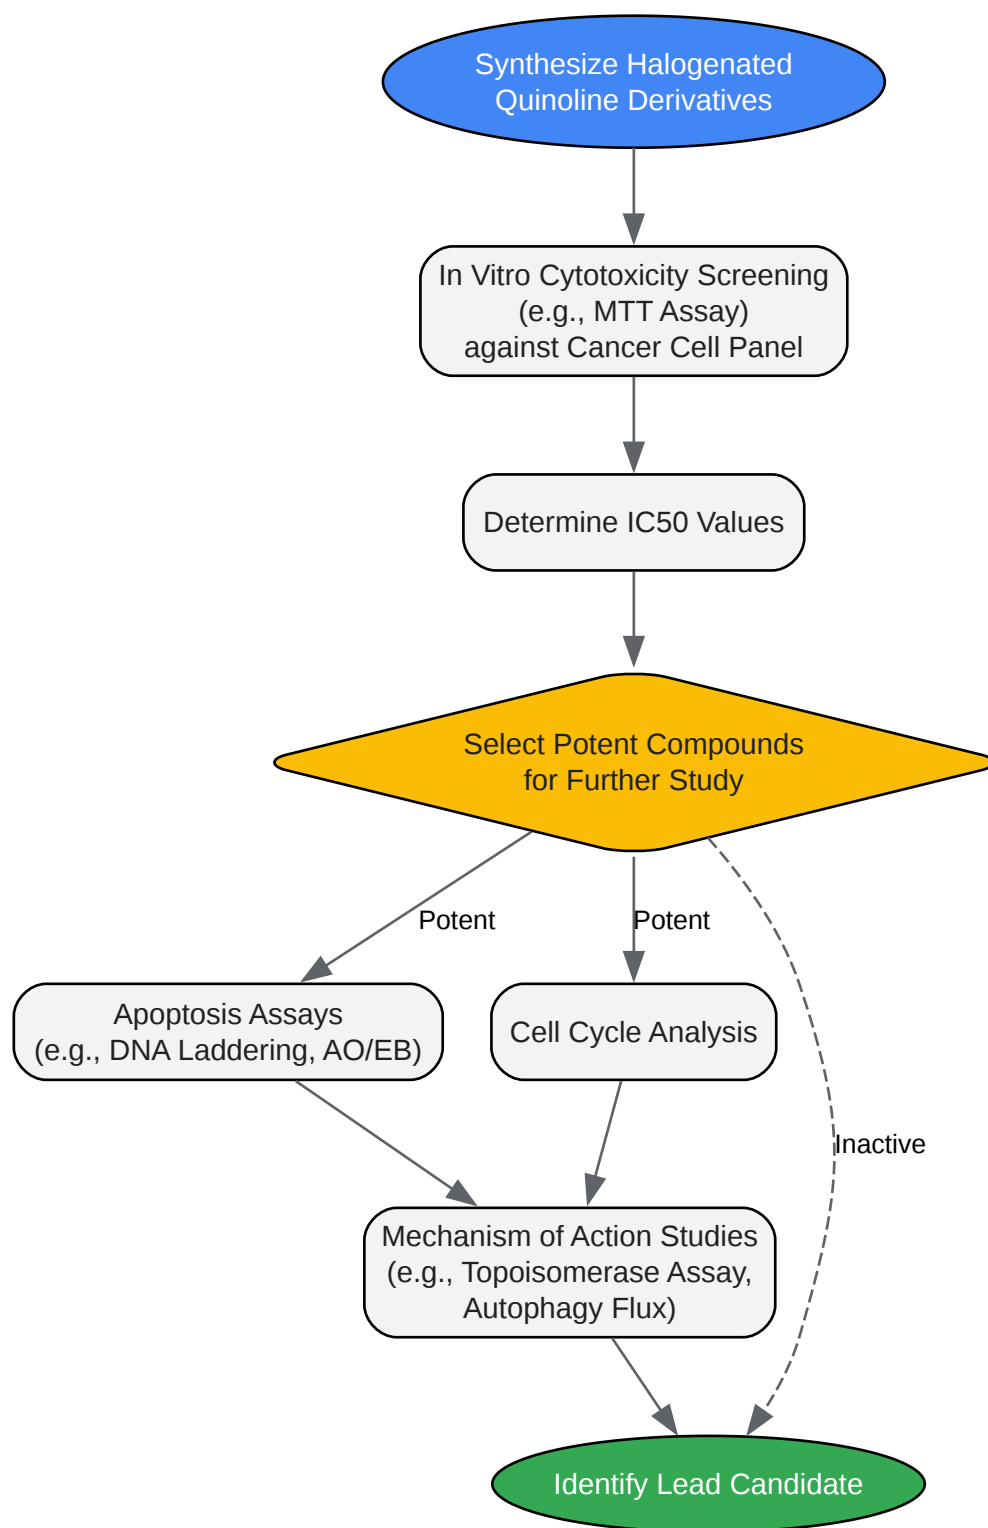 Synthesize Halogenated
Quinoline Derivatives
In Vitro Cytotoxicity Screening
(e.g., MTT Assay)
against Cancer Cell Panel
Determine IC50 Values
Select Potent Compounds
for Further Study
Potent
Potent
Apoptosis Assays
(e.g., DNA Laddering, AO/EB)
Cell Cycle Analysis
Inactive
Mechanism of Action Studies
(e.g., Topoisomerase Assay,
Autophagy Flux)
Identify Lead Candidate